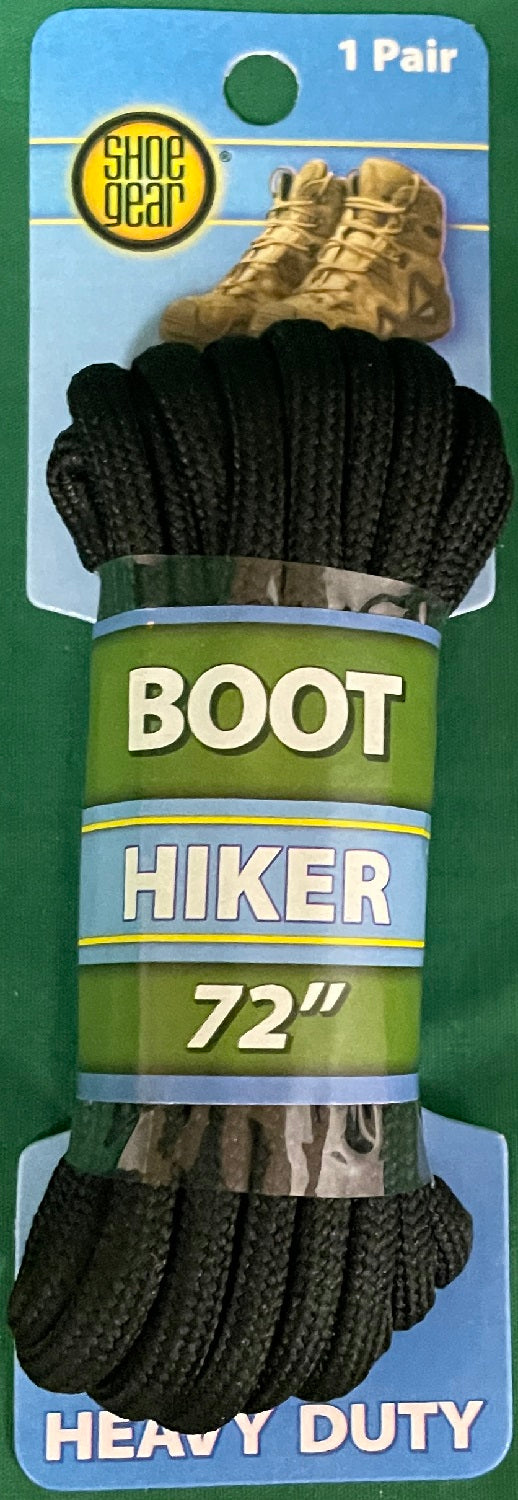 1 Pair
SHOE
gear®
BOOT
HIKER
72”
HEAVY DUTY